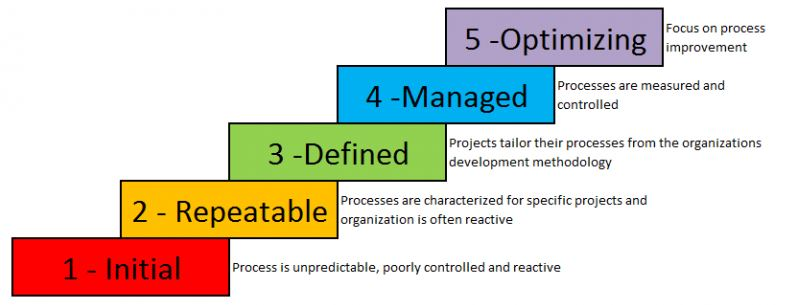 5 -Optimizing
Focus on process
improvement
4 -Managed
Processes are measured and
controlled
3 -Defined
Projects tailor their processes from the organizations
development methodology
2 - Repeatable
Processes are characterized for specific projects and
organization is often reactive
1 - Initial
Process is unpredictable, poorly controlled and reactive